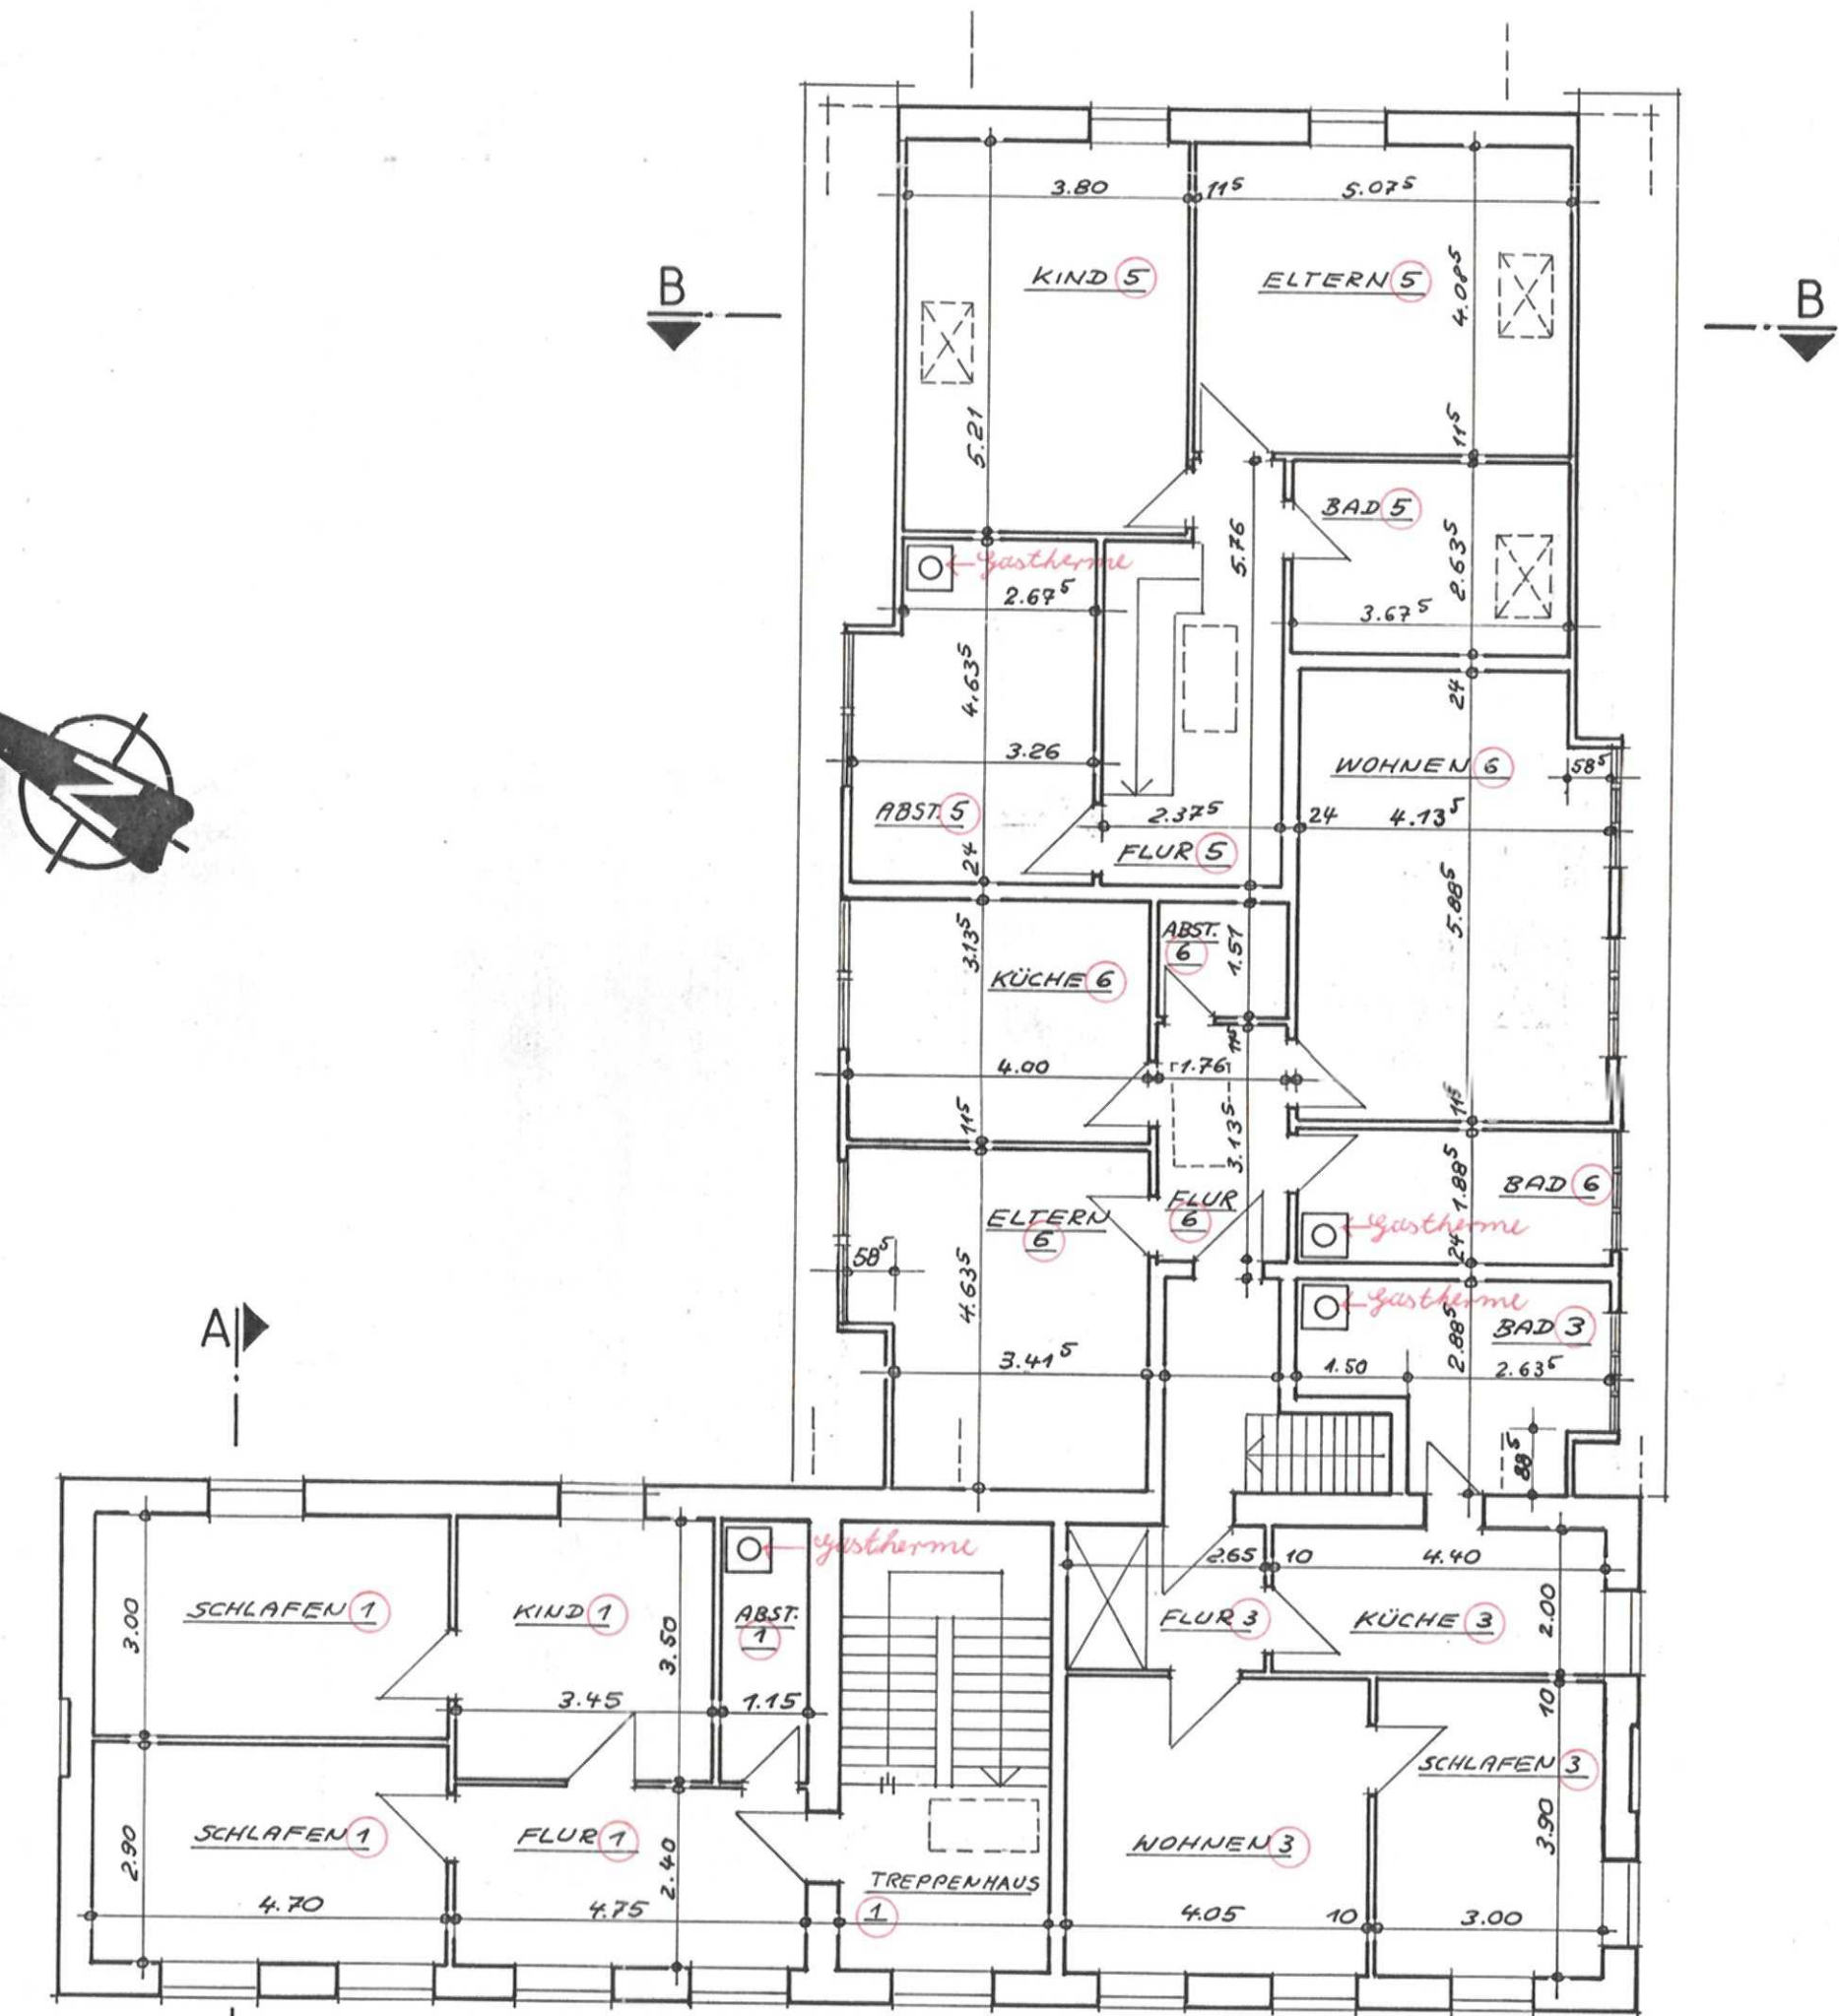 3.80 11⁵ 5.07⁵
B
KIND 5
ELTERN 5
4.08⁵
B
5.21
11⁵
BAD 5
5.76
2.63⁵
← Gastherme
2.67⁵
3.67⁵
4.63⁵
24
3.26
WOHNEN 6
58⁵
N
ABST. 5
2.37⁵ 24 4.13⁵
24
FLUR 5
3.13⁵
ABST.
6
1.51
5.88⁵
KÜCHE 6
11⁵
4.00 1.76
11⁵
3.13⁵
11⁵
1.88⁵
BAD 6
ELTERN
6
FLUR
6
← Gastherme
58⁵
24
4.63⁵
← Gastherme
A
BAD 3
2.88⁵
3.41⁵
1.50 2.63⁵
88⁵
← Gastherme
2.65 10 4.40
3.00
SCHLAFEN 1
KIND 1
3.50
ABST.
1
FLUR 3
KÜCHE 3
2.00
3.45 1.15
10
SCHLAFEN 3
2.90
SCHLAFEN 1
FLUR 1
2.40
WOHNEN 3
3.90
TREPPENHAUS
1
4.70 4.75 4.05 10 3.00